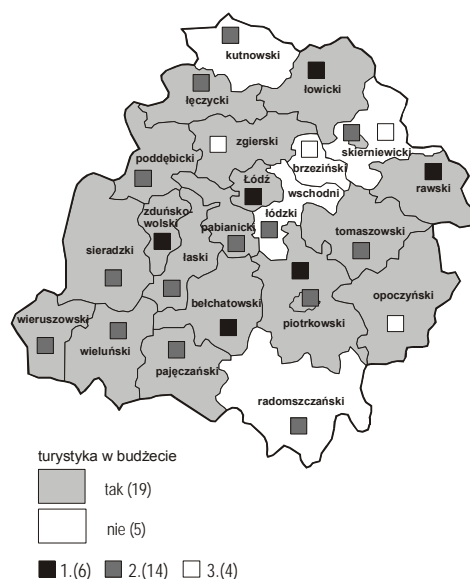 kutnowski
łowicki
łęczycki
zgierski
skierniewicki
brzeziński
poddębicki
rawski
Łódź
wschodni
zduńsko-
wolski
łódzki
pabianicki
tomaszowski
sieradzki
łaski
opoczyński
bełchatowski
piotrkowski
wieruszowski
wieluński
pajęczański
radomszczański
turystyka w budżecie
tak (19)
nie (5)
1.(6) 2.(14) 3.(4)